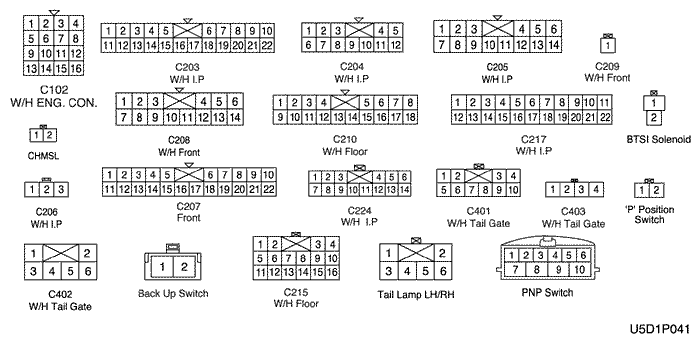 1 2 3 4
5 6 7 8
9 10 11 12
13 14 15 16
C102
W/H ENG. CON.
1 2 3 4 5 6 7 8 9 10
11 12 13 14 15 16 17 18 19 20 21 22
C203
W/H I.P
1 2 3 4 5
6 7 8 9 10 11 12
C204
W/H I.P
1 2 3 4 5 6
7 8 9 10 11 12 13 14
C205
W/H I.P
1
C209
W/H Front
1 2
CHMSL
1 2 3 4 5 6
7 8 9 10 11 12 13 14
C208
W/H Front
1 2 3 4 5 6 7 8
9 10 11 12 13 14 15 16 17 18
C210
W/H Floor
1 2 3 4 5 6 7 8 9 10 11
12 13 14 15 16 17 18 19 20 21 22
C217
W/H I.P
1
2
BTSI Solenoid
1 2 3
C206
W/H I.P
1 2 3 4 5 6 7 8 9 10
11 12 13 14 15 16 17 18 19 20 21 22
C207
Front
1 2 3 4 5 6
7 8 9 10 11 12 13 14
C224
W/H I.P
1 2 3 4
5 6 7 8 9 10
C401
W/H Tail Gate
1 2 3 4
C403
W/H Tail Gate
1 2
'P' Position
Switch
1 2
3 4 5 6
C402
W/H Tail Gate
1 2
Back Up Switch
1 2 3 4
5 6 7 8 9 10
11 12 13 14 15 16
C215
W/H Floor
1 2
3 4 5 6
Tail Lamp LH/RH
1 2 3 4 5 6
7 8 9 10
PNP Switch
U5D1P041